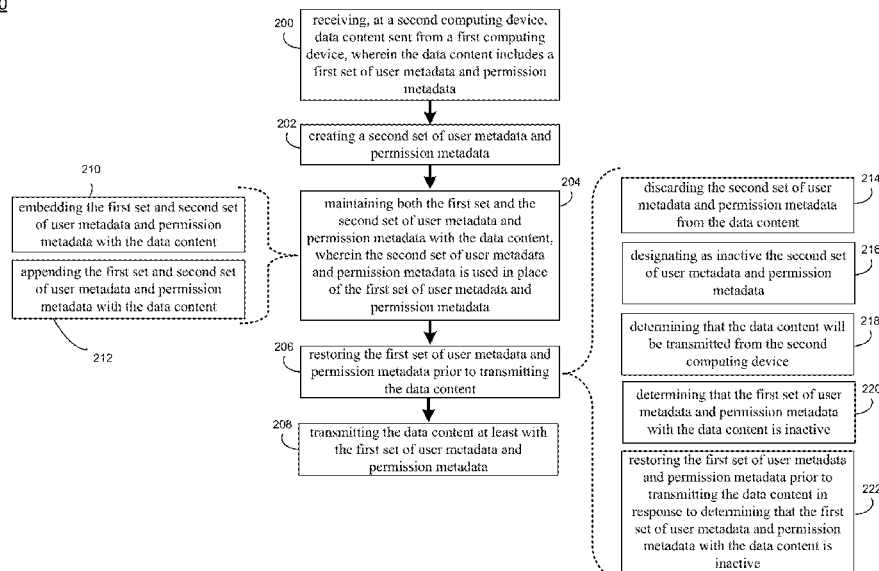 0
200
receiving, at a second computing device,
data content sent from a first computing
device, wherein the data content includes a
first set of user metadata and permission
metadata
202
creating a second set of user metadata and
permission metadata
204
maintaining both the first set and the
second set of user metadata and
permission metadata with the data content,
wherein the second set of user metadata
and permission metadata is used in place
of the first set of user metadata and
permission metadata
210
embedding the first set and second set
of user metadata and permission
metadata with the data content
appending the first set and second set
of user metadata and permission
metadata with the data content
212
206
restoring the first set of user metadata and
permission metadata prior to transmitting
the data content
208
transmitting the data content at least with
the first set of user metadata and
permission metadata
214
discarding the second set of user
metadata and permission metadata
from the data content
216
designating as inactive the second set
of user metadata and permission
metadata
218
determining that the data content will
be transmitted from the second
computing device
220
determining that the first set of user
metadata and permission metadata
with the data content is inactive
222
restoring the first set of user metadata
and permission metadata prior to
transmitting the data content in
response to determining that the first
set of user metadata and permission
metadata with the data content is
inactive